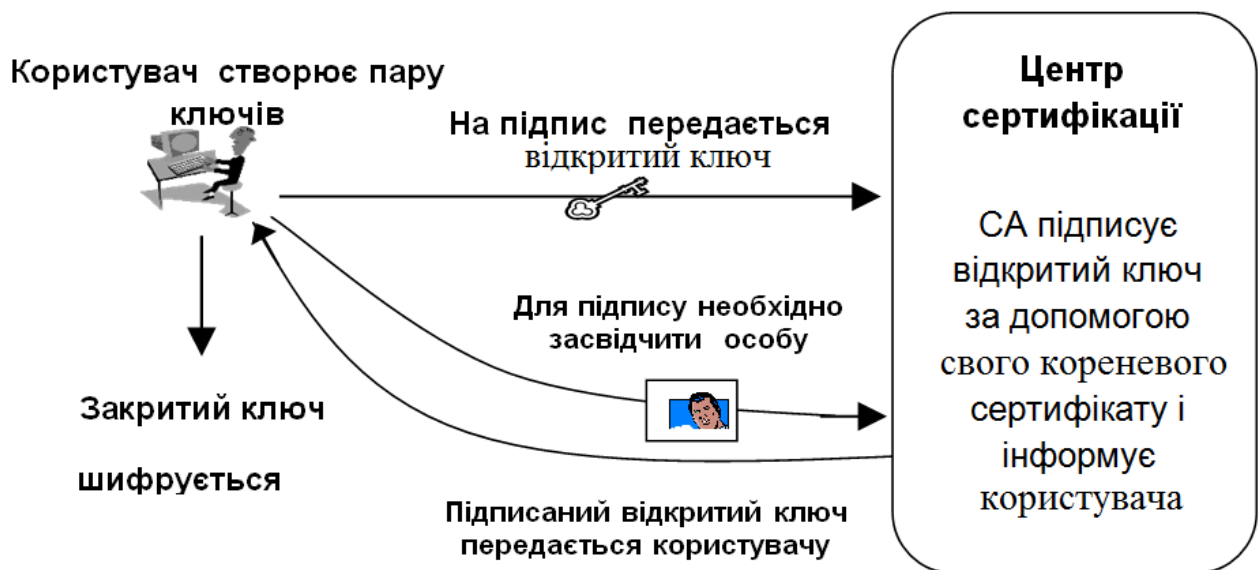 Користувач створює пару
ключів
На підпис передається
відкритий ключ
Для підпису необхідно
засвідчити особу
Закритий ключ
шифрується
Підписаний відкритий ключ
передається користувачу
Центр
сертифікації
СА підписує
відкритий ключ
за допомогою
свого кореневого
сертифікату і
інформує
користувача